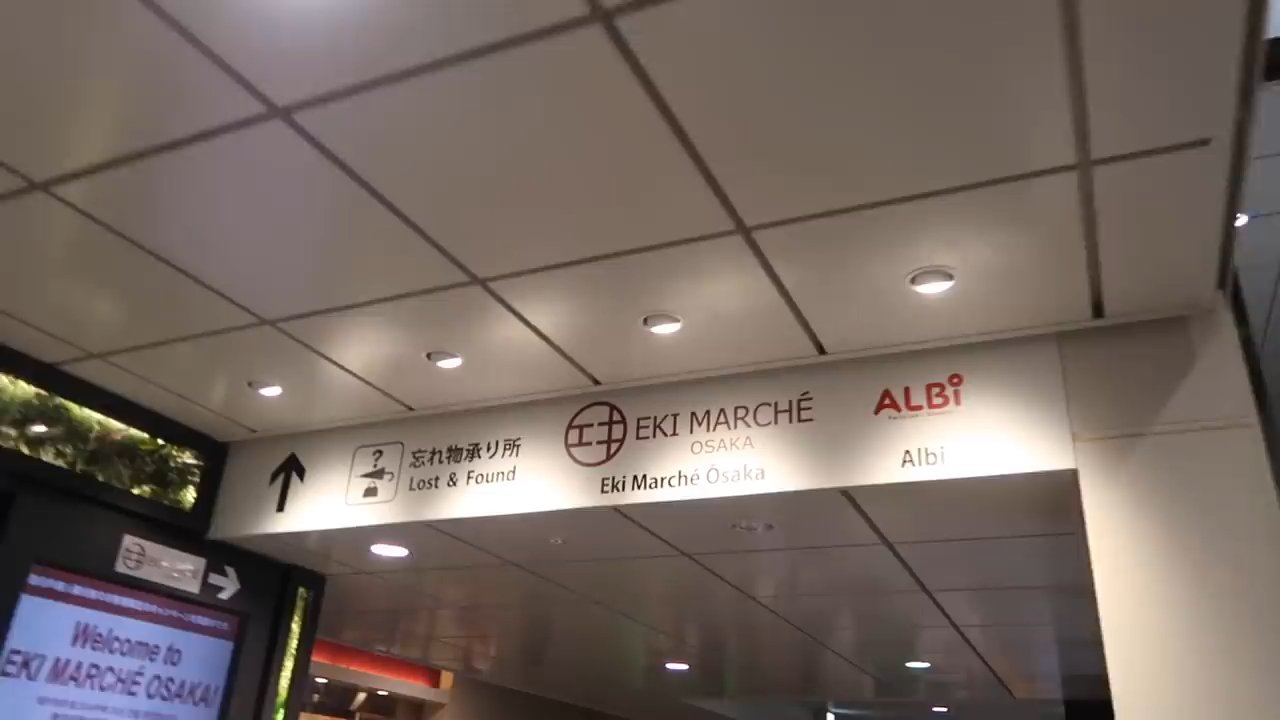 忘れ物承り所
Lost & Found
EKI MARCHÉ
OSAKA
Eki Marché Ōsaka
ALBi
Albi
Welcome to
EKI MARCHÉ OSAKA!